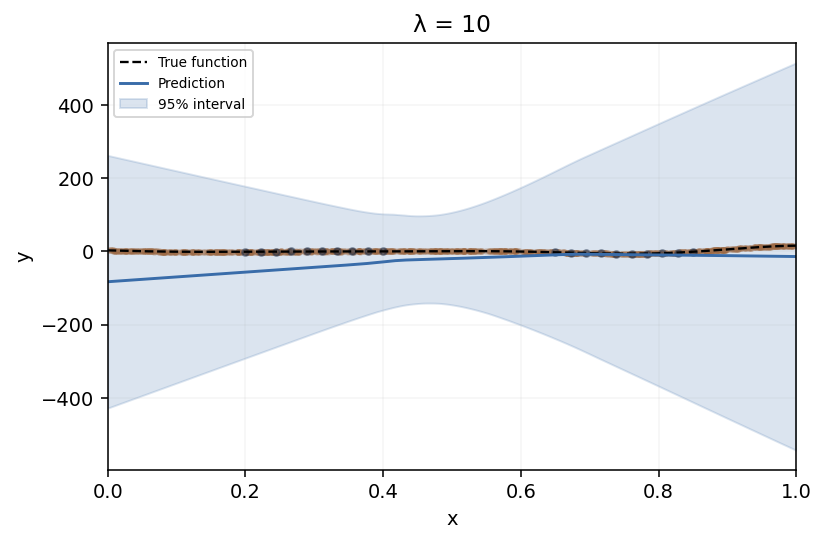 λ = 10
True function
Prediction
95% interval
400
200
0
−200
−400
y
0.0 0.2 0.4 0.6 0.8 1.0
x